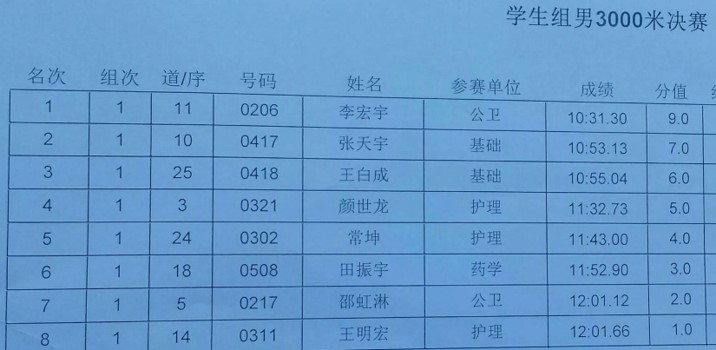 学生组男3000米决赛
名次 组次 道/序 号码 姓名 参赛单位 成绩 分值
1 1 11 0206 李宏宇 公卫 10:31.30 9.0
2 1 10 0417 张天宇 基础 10:53.13 7.0
3 1 25 0418 王白成 基础 10:55.04 6.0
4 1 3 0321 颜世龙 护理 11:32.73 5.0
5 1 24 0302 常坤 护理 11:43.00 4.0
6 1 18 0508 田振宇 药学 11:52.90 3.0
7 1 5 0217 邵虹淋 公卫 12:01.12 2.0
8 1 14 0311 王明宏 护理 12:01.66 1.0